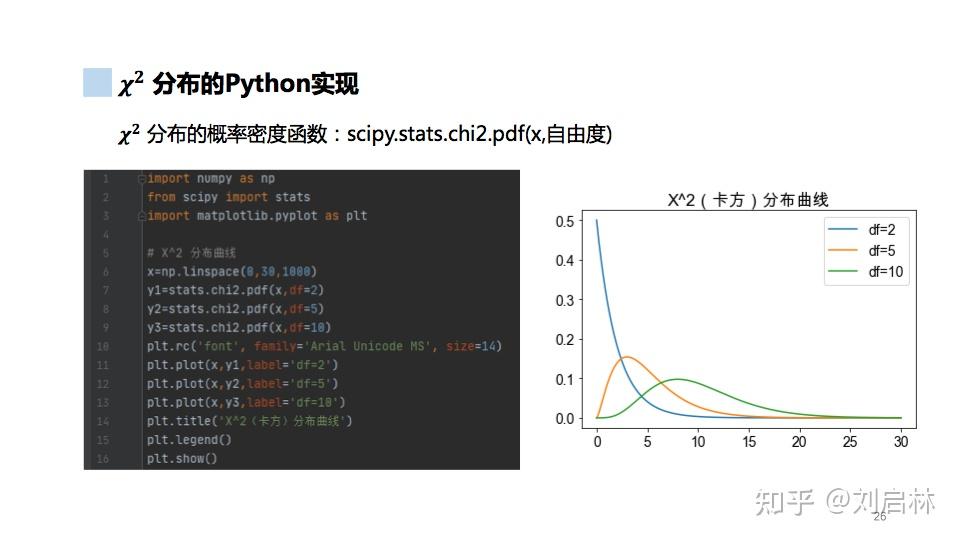 χ² 分布的Python实现
χ² 分布的概率密度函数：scipy.stats.chi2.pdf(x,自由度)
1 import numpy as np
2 from scipy import stats
3 import matplotlib.pyplot as plt
4
5 # X^2 分布曲线
6 x=np.linspace(0,30,1000)
7 y1=stats.chi2.pdf(x,df=2)
8 y2=stats.chi2.pdf(x,df=5)
9 y3=stats.chi2.pdf(x,df=10)
10 plt.rc('font', family='Arial Unicode MS', size=14)
11 plt.plot(x,y1,label='df=2')
12 plt.plot(x,y2,label='df=5')
13 plt.plot(x,y3,label='df=10')
14 plt.title('X^2（卡方）分布曲线')
15 plt.legend()
16 plt.show()
X^2（卡方）分布曲线
0.5
0.4
0.3
0.2
0.1
0.0
df=2
df=5
df=10
0 5 10 15 20 25 30
知乎 @刘启林
26